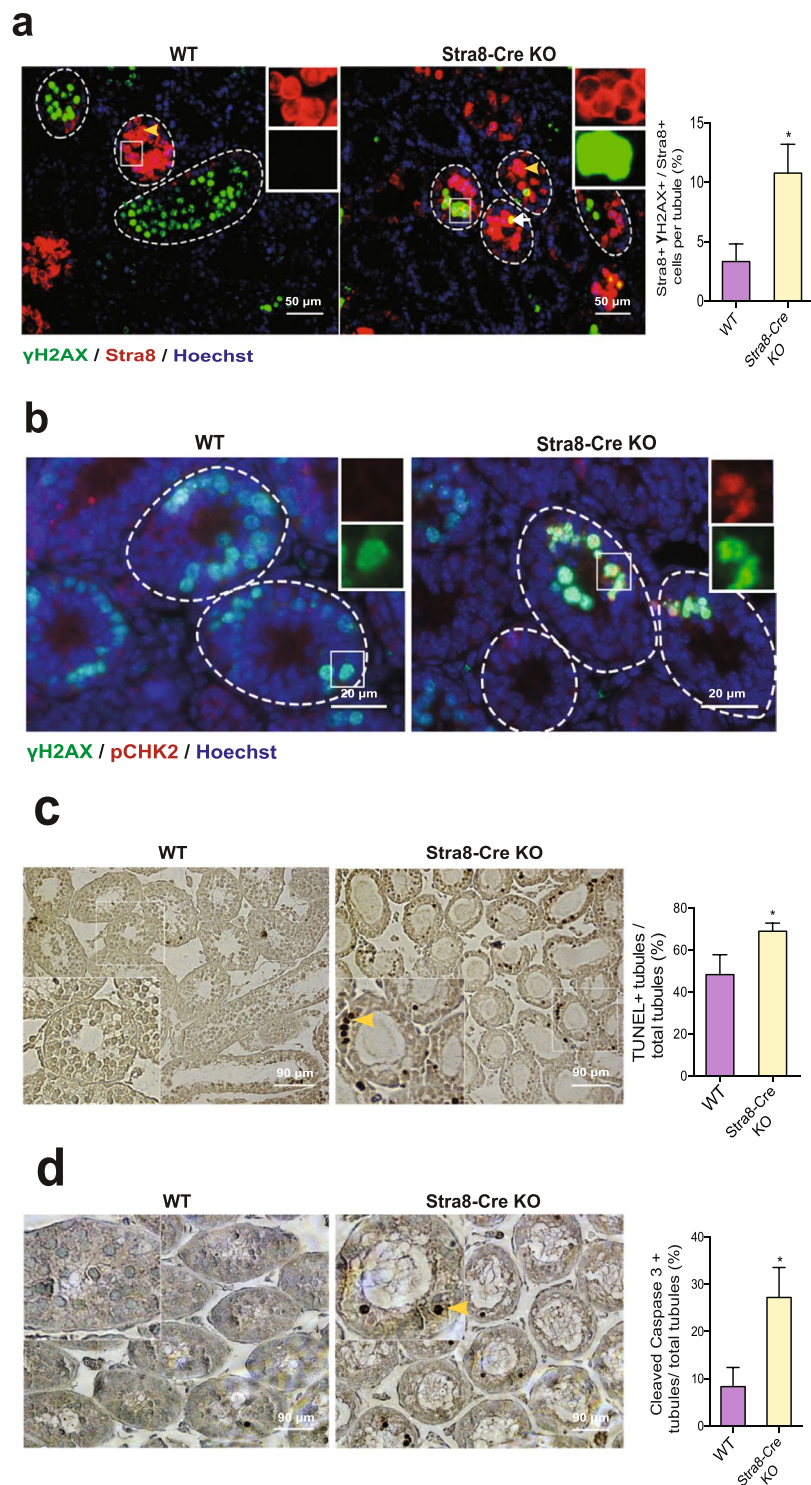 a
WT
Stra8-Cre KO
50 µm
50 µm
γH2AX / Stra8 / Hoechst
Stra8+ γH2AX+ / Stra8+
cells per tubule (%)
15
10
5
0
*
WT
Stra8-Cre
KO
b
WT
Stra8-Cre KO
20 µm
20 µm
γH2AX / pCHK2 / Hoechst
c
WT
Stra8-Cre KO
90 µm
90 µm
TUNEL+ tubules /
total tubules (%)
80
60
40
20
0
*
WT
Stra8-Cre
KO
d
WT
Stra8-Cre KO
90 µm
90 µm
Cleaved Caspase 3 +
tubules/ total tubules (%)
40
30
20
10
0
*
WT
Stra8-Cre
KO